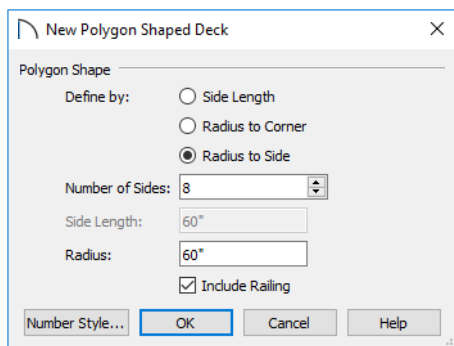 New Polygon Shaped Deck
Polygon Shape
Define by:
Side Length
Radius to Corner
Radius to Side
Number of Sides: 8
Side Length: 60"
Radius: 60"
Include Railing
Number Style... OK Cancel Help